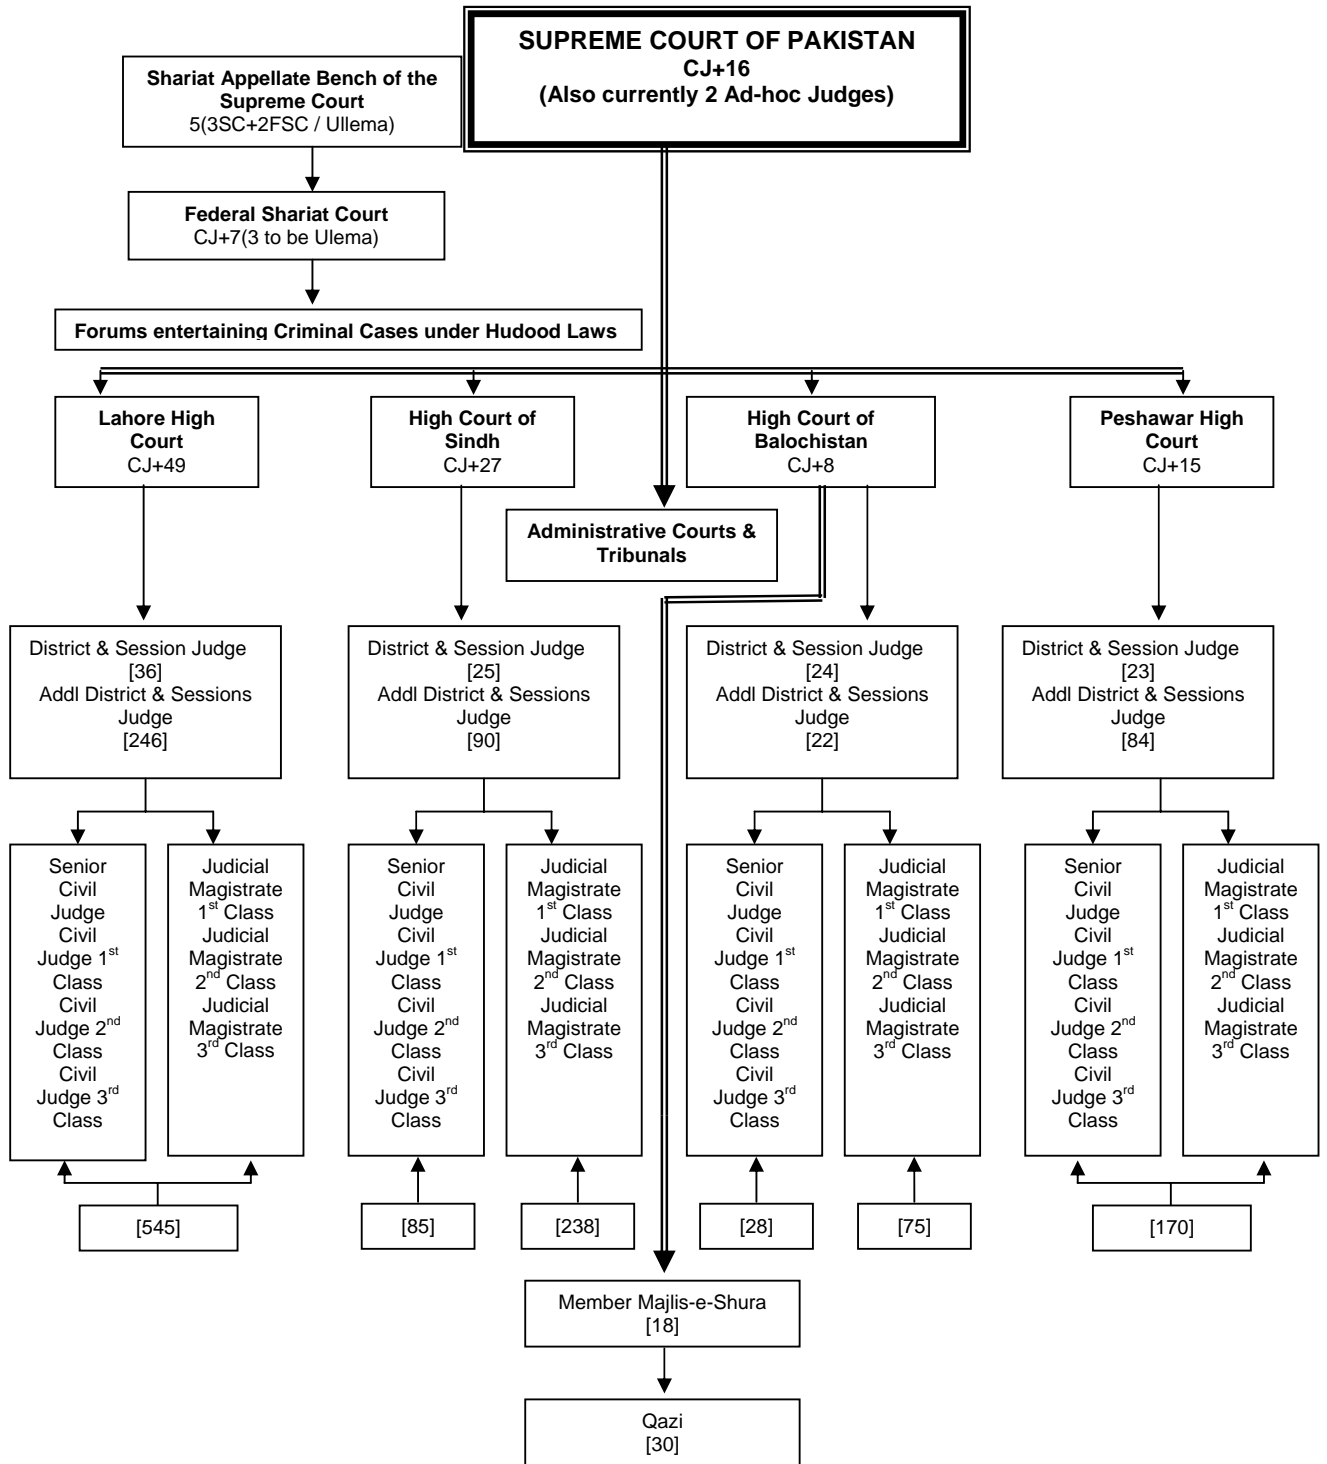 SUPREME COURT OF PAKISTAN
CJ+16
(Also currently 2 Ad-hoc Judges)
Shariat Appellate Bench of the
Supreme Court
5(3SC+2FSC / Ullema)
Federal Shariat Court
CJ+7(3 to be Ulema)
Forums entertaining Criminal Cases under Hudood Laws
Lahore High
Court
CJ+49
High Court of
Sindh
CJ+27
High Court of
Balochistan
CJ+8
Peshawar High
Court
CJ+15
Administrative Courts &
Tribunals
District & Session Judge
[36]
Addl District & Sessions
Judge
[246]
District & Session Judge
[25]
Addl District & Sessions
Judge
[90]
District & Session Judge
[24]
Addl District & Sessions
Judge
[22]
District & Session Judge
[23]
Addl District & Sessions
Judge
[84]
Senior
Civil
Judge
Civil
Judge 1st
Class
Civil
Judge 2nd
Class
Civil
Judge 3rd
Class
Judicial
Magistrate
1st Class
Judicial
Magistrate
2nd Class
Judicial
Magistrate
3rd Class
Senior
Civil
Judge
Civil
Judge 1st
Class
Civil
Judge 2nd
Class
Civil
Judge 3rd
Class
Judicial
Magistrate
1st Class
Judicial
Magistrate
2nd Class
Judicial
Magistrate
3rd Class
Senior
Civil
Judge
Civil
Judge 1st
Class
Civil
Judge 2nd
Class
Civil
Judge 3rd
Class
Judicial
Magistrate
1st Class
Judicial
Magistrate
2nd Class
Judicial
Magistrate
3rd Class
Senior
Civil
Judge
Civil
Judge 1st
Class
Civil
Judge 2nd
Class
Civil
Judge 3rd
Class
Judicial
Magistrate
1st Class
Judicial
Magistrate
2nd Class
Judicial
Magistrate
3rd Class
[545]
[85]
[238]
[28]
[75]
[170]
Member Majlis-e-Shura
[18]
Qazi
[30]